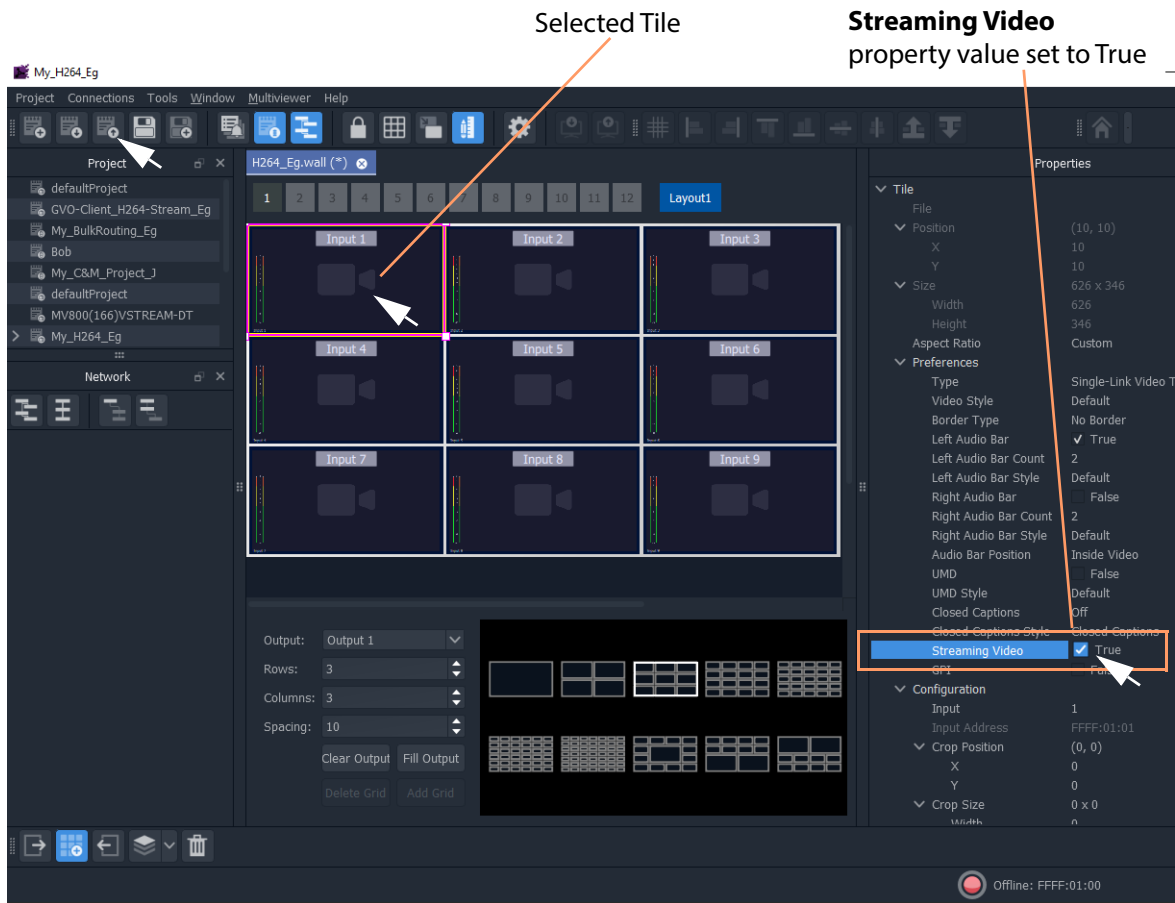 Selected Tile
Streaming Video
property value set to True
My_H264_Eg
Project Connections Tools Window Multiviewer Help
Project
defaultProject
GVO-Client_H264-Stream_Eg
My_BulkRouting_Eg
Bob
My_C&M_Project_J
defaultProject
MV800(166)VSTREAM-DT
My_H264_Eg
Network
H264_Eg.wall (*)
1 2 3 4 5 6 7 8 9 10 11 12 Layout1
Input 1 Input 2 Input 3
Input 4 Input 5 Input 6
Input 7 Input 8 Input 9
Output: Output 1
Rows: 3
Columns: 3
Spacing: 10
Clear Output Fill Output
Delete Grid Add Grid
Properties
Tile
File
Position (10, 10)
X 10
Y 10
Size 626 x 346
Width 626
Height 346
Aspect Ratio Custom
Preferences
Type Single-Link Video T
Video Style Default
Border Type No Border
Left Audio Bar True
Left Audio Bar Count 2
Left Audio Bar Style Default
Right Audio Bar False
Right Audio Bar Count 2
Right Audio Bar Style Default
Audio Bar Position Inside Video
UMD False
UMD Style Default
Closed Captions Off
Closed Captions Style Closed Captions
Streaming Video True
GPI False
Configuration
Input 1
Input Address FFFF:01:01
Crop Position (0, 0)
X 0
Y 0
Crop Size 0 x 0
Width 0
Offline: FFFF:01:00